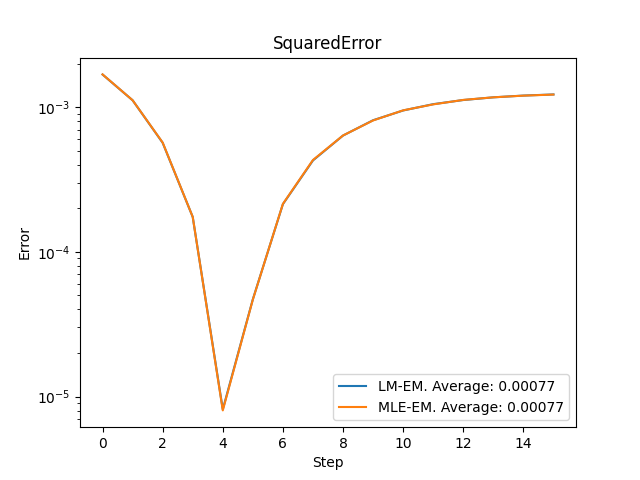 SquaredError
10⁻³
10⁻⁴
10⁻⁵
Error
LM-EM. Average: 0.00077
MLE-EM. Average: 0.00077
0 2 4 6 8 10 12 14
Step